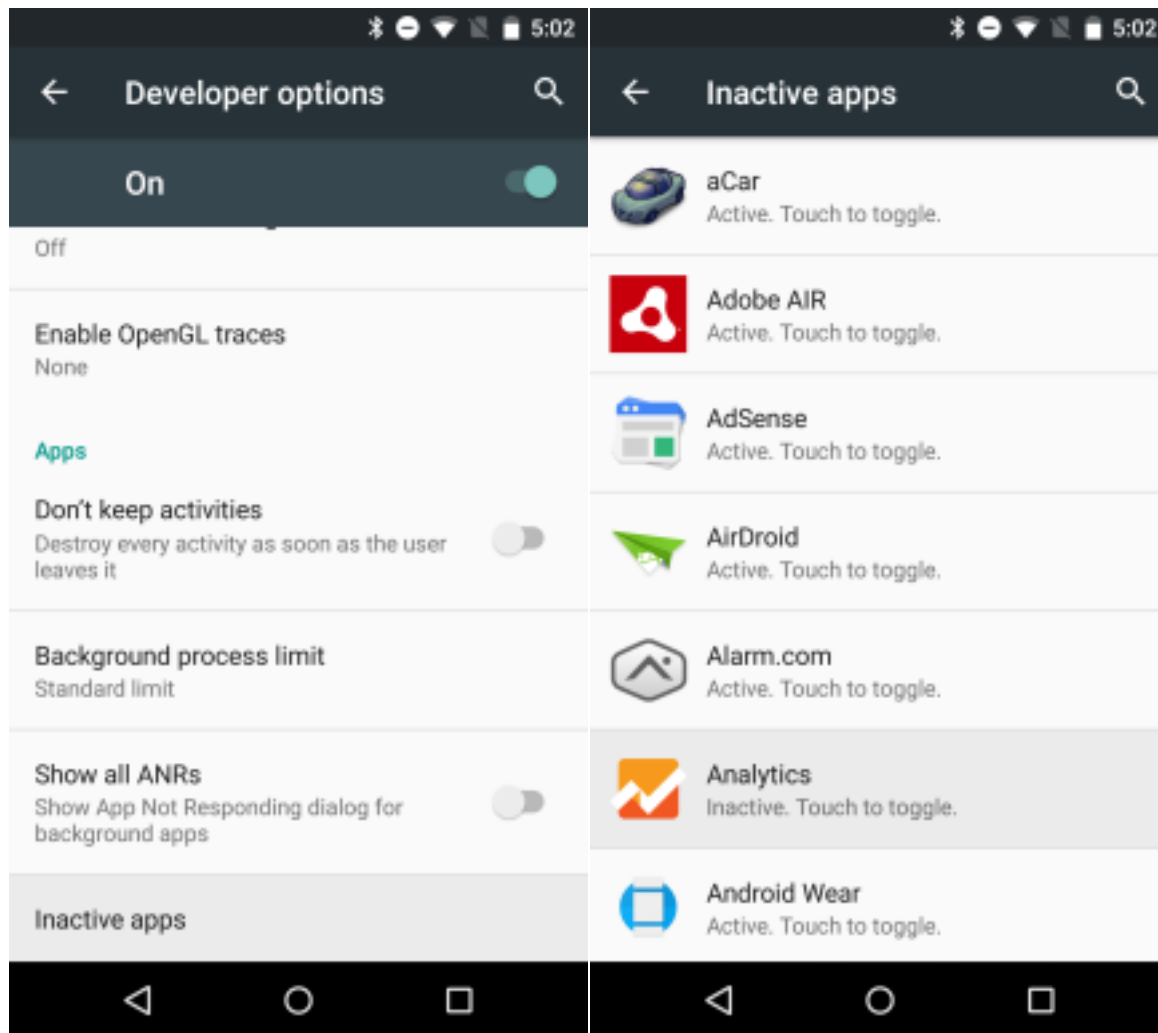 5:02
Developer options
On
Off
Enable OpenGL traces
None
Apps
Don't keep activities
Destroy every activity as soon as the user
leaves it
Background process limit
Standard limit
Show all ANRs
Show App Not Responding dialog for
background apps
Inactive apps
5:02
Inactive apps
aCar
Active. Touch to toggle.
Adobe AIR
Active. Touch to toggle.
AdSense
Active. Touch to toggle.
AirDroid
Active. Touch to toggle.
Alarm.com
Active. Touch to toggle.
Analytics
Inactive. Touch to toggle.
Android Wear
Active. Touch to toggle.